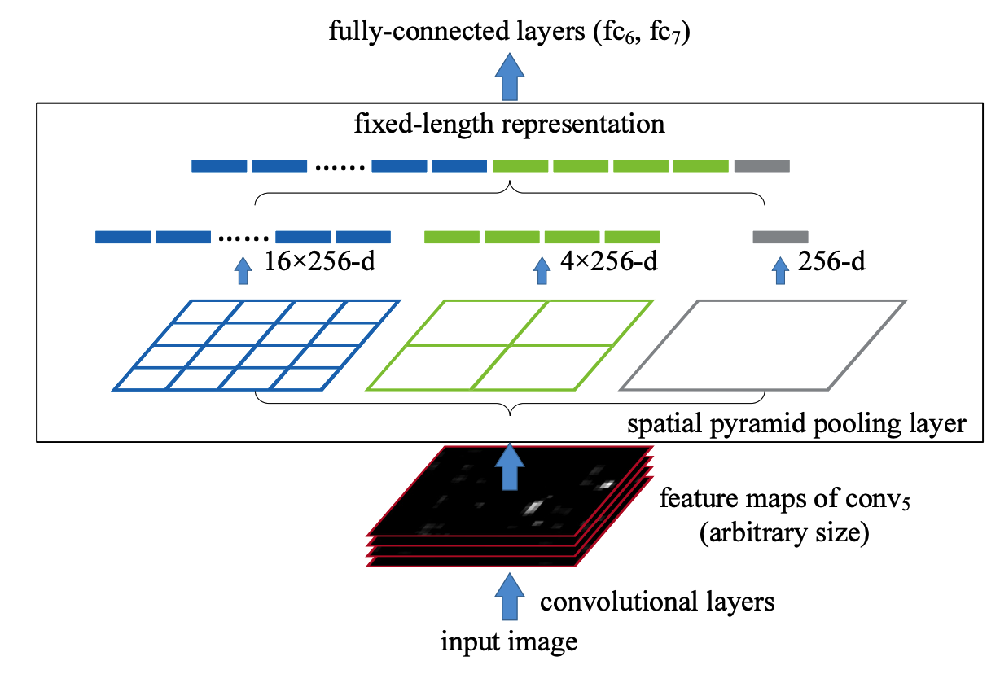 fully-connected layers (fc₆, fc₇)
fixed-length representation
......
......
16×256-d
4×256-d
256-d
spatial pyramid pooling layer
feature maps of conv₅
(arbitrary size)
convolutional layers
input image